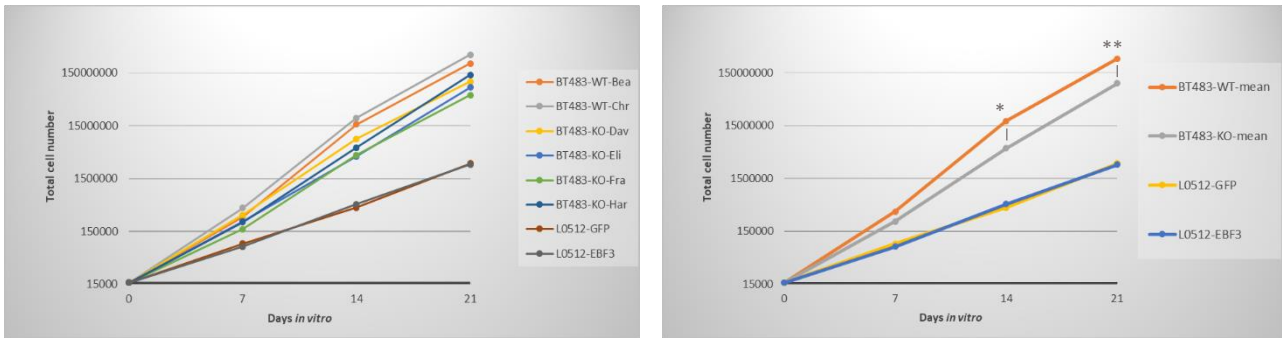 150000000
15000000
1500000
150000
15000
Total cell number
0
7
14
21
Days in vitro
BT483-WT-Bea
BT483-WT-Chr
BT483-KO-Dav
BT483-KO-Eli
BT483-KO-Fra
BT483-KO-Har
L0512-GFP
L0512-EBF3
150000000
15000000
1500000
150000
15000
Total cell number
0
7
14
21
Days in vitro
*
**
BT483-WT-mean
BT483-KO-mean
L0512-GFP
L0512-EBF3